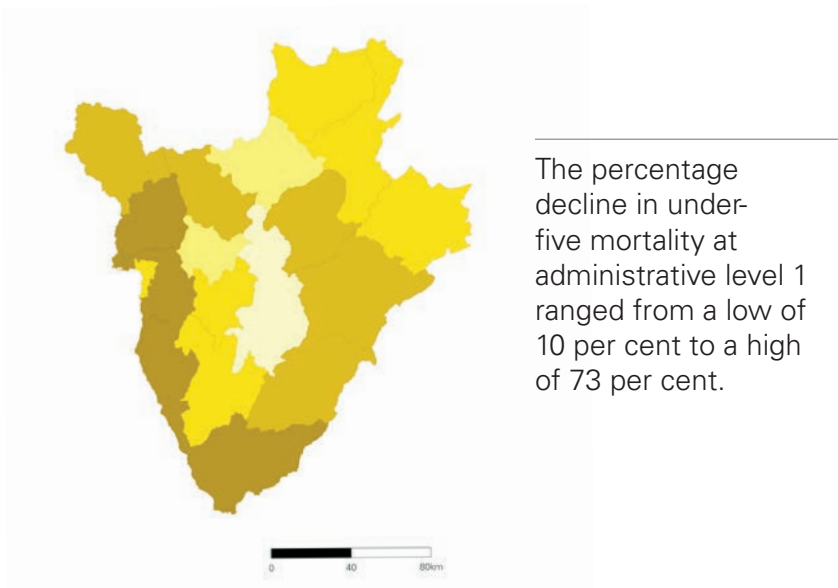 The percentage
decline in under-
five mortality at
administrative level 1
ranged from a low of
10 per cent to a high
of 73 per cent.
0 40 80km